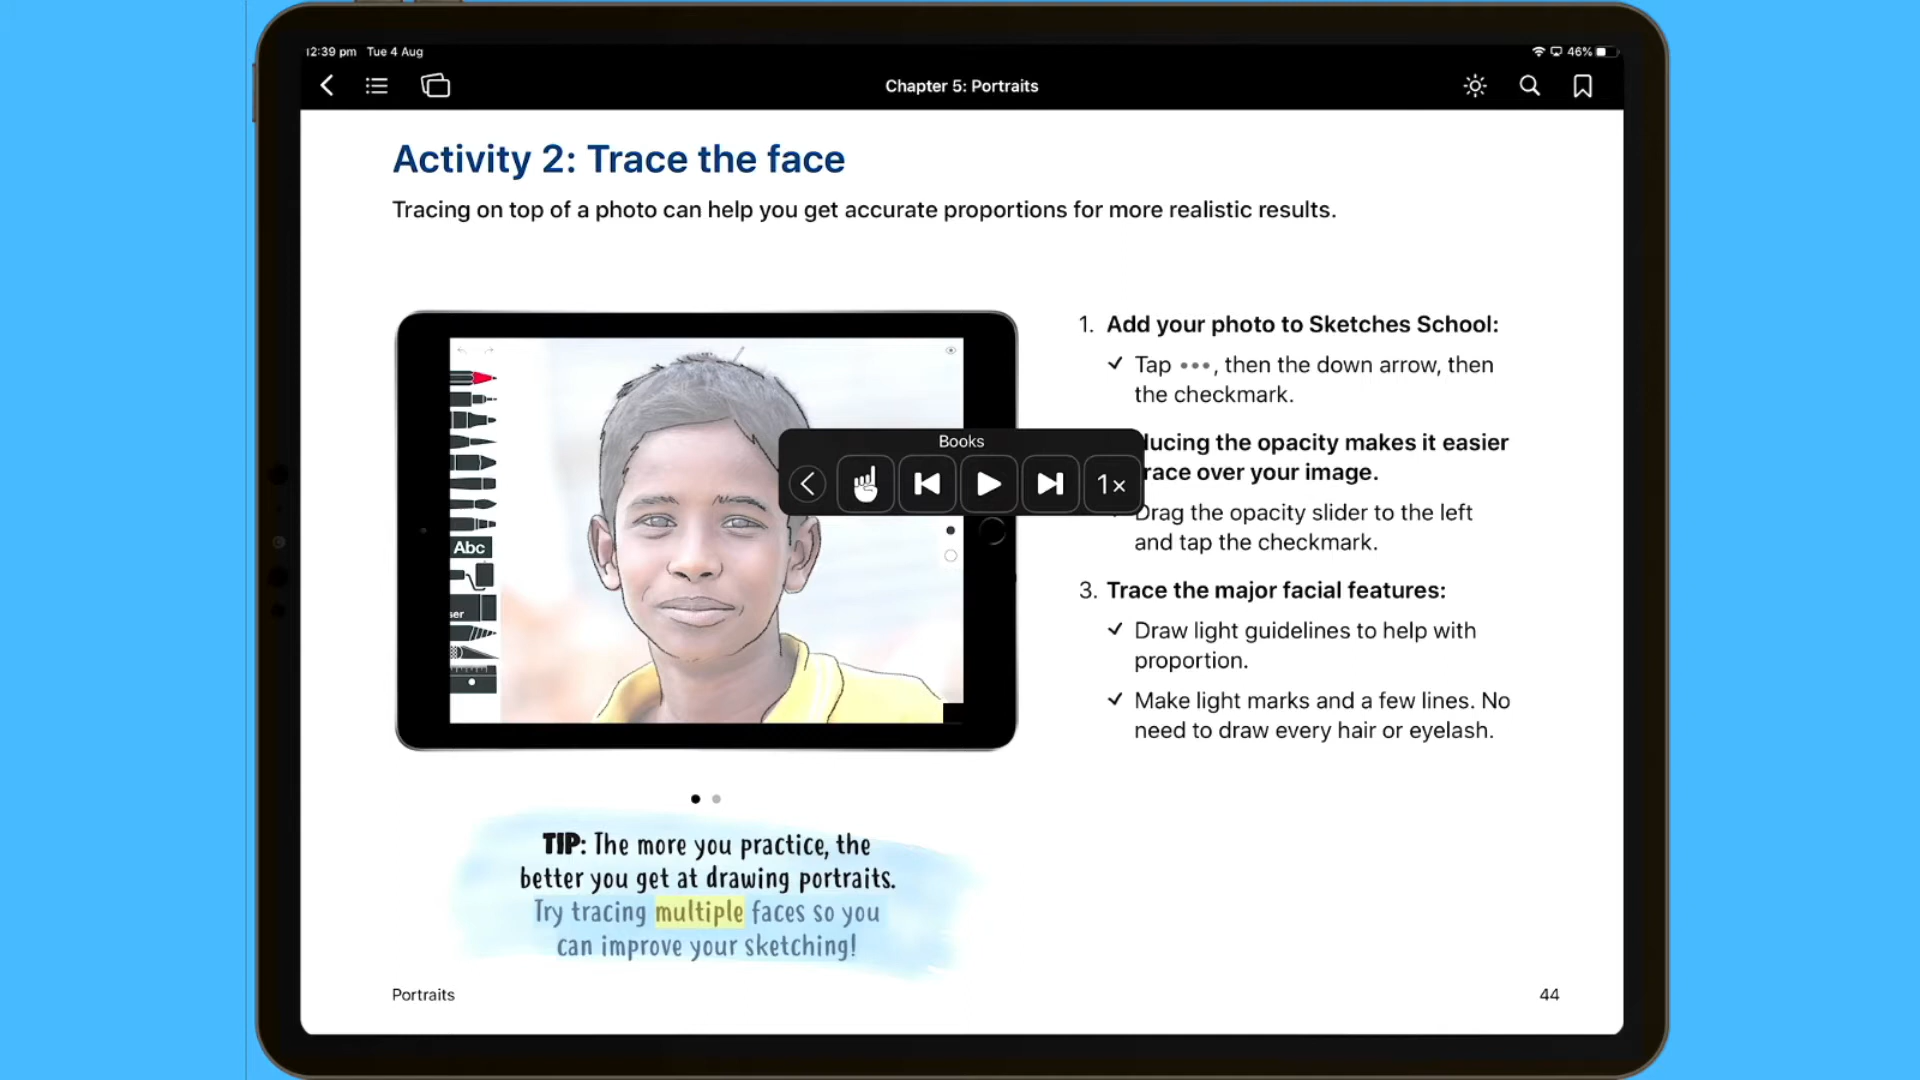 12:39 pm Tue 4 Aug
46%
Chapter 5: Portraits
Activity 2: Trace the face
Tracing on top of a photo can help you get accurate proportions for more realistic results.
Abc
1. Add your photo to Sketches School:
✓ Tap •••, then the down arrow, then
the checkmark.
Books
1×
ducing the opacity makes it easier
race over your image.
Drag the opacity slider to the left
and tap the checkmark.
3. Trace the major facial features:
✓ Draw light guidelines to help with
proportion.
✓ Make light marks and a few lines. No
need to draw every hair or eyelash.
TIP: The more you practice, the
better you get at drawing portraits.
Try tracing multiple faces so you
can improve your sketching!
Portraits
44